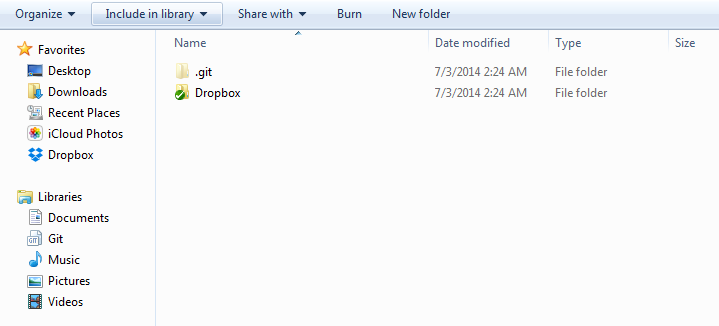 Organize Include in library Share with Burn New folder
Name Date modified Type Size
Favorites
Desktop
Downloads
Recent Places
iCloud Photos
Dropbox
Libraries
Documents
Git
Music
Pictures
Videos
.git 7/3/2014 2:24 AM File folder
Dropbox 7/3/2014 2:24 AM File folder